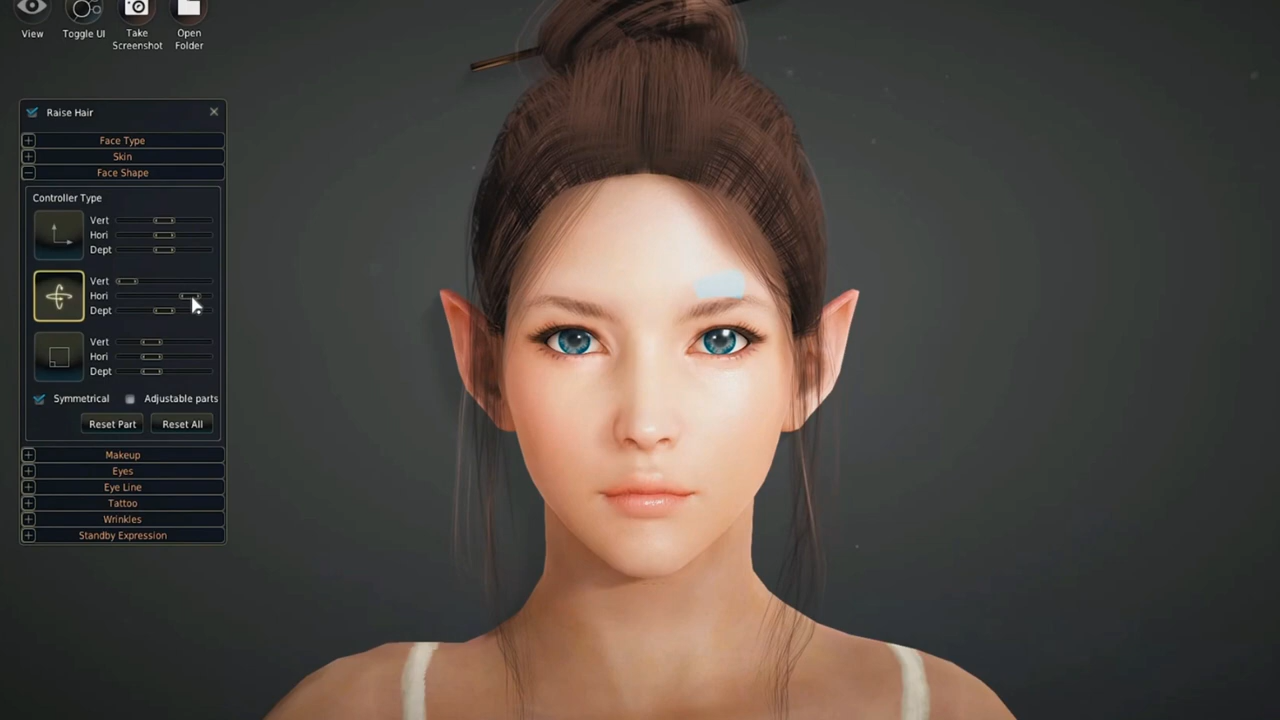 View
Toggle UI
Take
Screenshot
Open
Folder
Raise Hair
Face Type
Skin
Face Shape
Controller Type
Vert
Hori
Dept
Vert
Hori
Dept
Vert
Hori
Dept
Symmetrical
Adjustable parts
Reset Part
Reset All
Makeup
Eyes
Eye Line
Tattoo
Wrinkles
Standby Expression